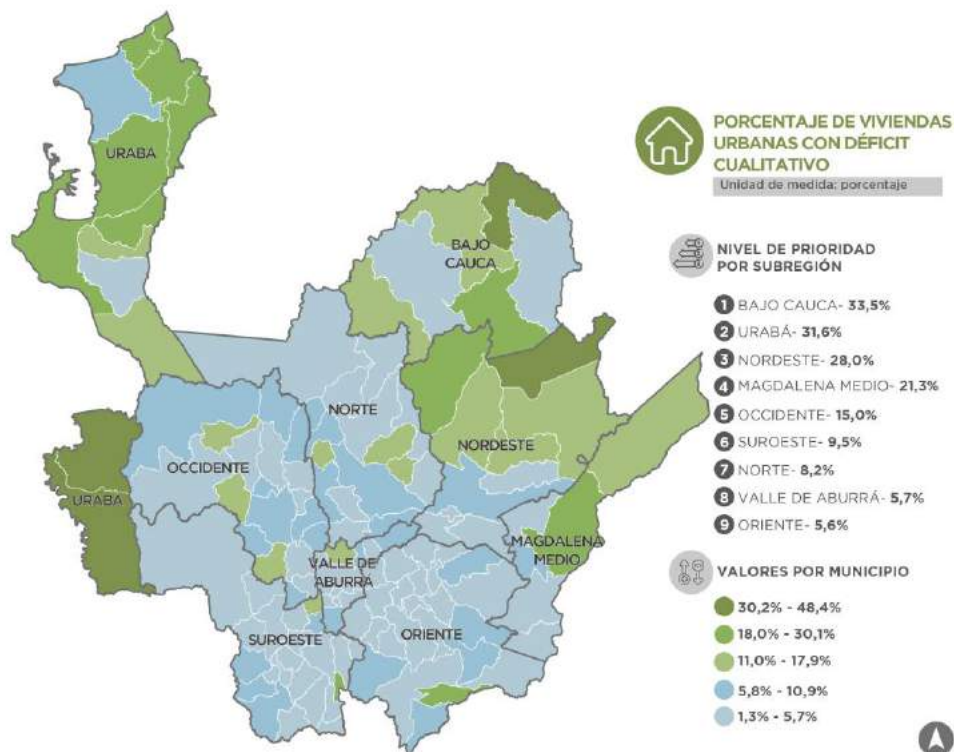 PORCENTAJE DE VIVIENDAS
URBANAS CON DÉFICIT
CUALITATIVO
Unidad de medida: porcentaje
NIVEL DE PRIORIDAD
POR SUBREGIÓN
1 BAJO CAUCA- 33,5%
2 URABÁ- 31,6%
3 NORDESTE- 28,0%
4 MAGDALENA MEDIO- 21,3%
5 OCCIDENTE- 15,0%
6 SUROESTE- 9,5%
7 NORTE- 8,2%
8 VALLE DE ABURRÁ- 5,7%
9 ORIENTE- 5,6%
VALORES POR MUNICIPIO
30,2% - 48,4%
18,0% - 30,1%
11,0% - 17,9%
5,8% - 10,9%
1,3% - 5,7%
URABA
BAJO
CAUCA
NORTE
NORDESTE
OCCIDENTE
URABA
MAGDALENA
MEDIO
VALLE DE
ABURRA
SUROESTE
ORIENTE